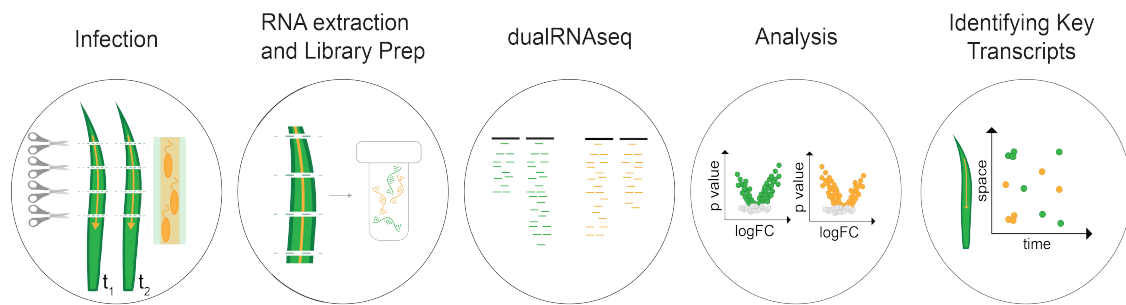 Infection
RNA extraction
and Library Prep
dualRNAseq
Analysis
Identifying Key
Transcripts
t1
t2
p value
logFC
p value
logFC
space
time